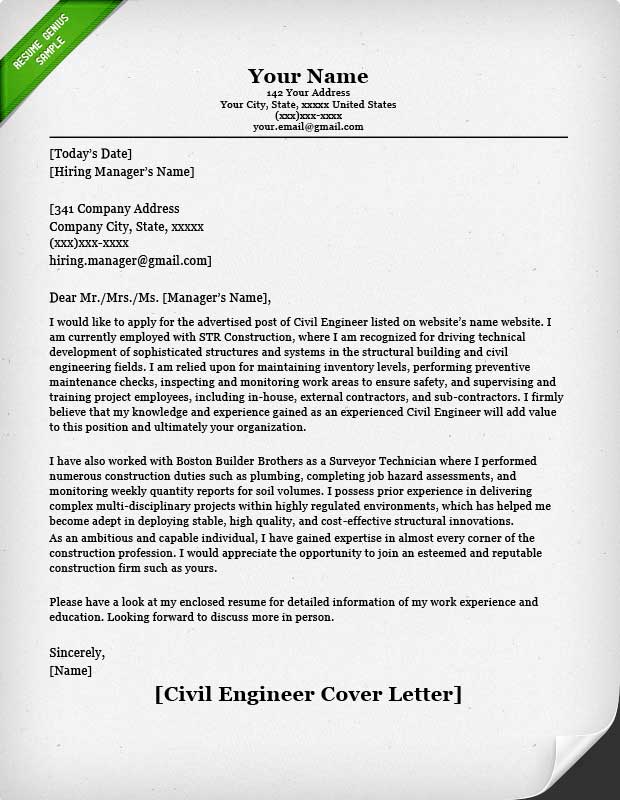 RESUME GENIUS
SAMPLE
Your Name
142 Your Address
Your City, State, xxxxx United States
(xxx)xxx-xxxx
your.email@gmail.com
[Today's Date]
[Hiring Manager's Name]
[341 Company Address
Company City, State, xxxxx
(xxx)xxx-xxxx
hiring.manager@gmail.com]
Dear Mr./Mrs./Ms. [Manager's Name],
I would like to apply for the advertised post of Civil Engineer listed on website's name website. I
am currently employed with STR Construction, where I am recognized for driving technical
development of sophisticated structures and systems in the structural building and civil
engineering fields. I am relied upon for maintaining inventory levels, performing preventive
maintenance checks, inspecting and monitoring work areas to ensure safety, and supervising and
training project employees, including in-house, external contractors, and sub-contractors. I firmly
believe that my knowledge and experience gained as an experienced Civil Engineer will add value
to this position and ultimately your organization.
I have also worked with Boston Builder Brothers as a Surveyor Technician where I performed
numerous construction duties such as plumbing, completing job hazard assessments, and
monitoring weekly quantity reports for soil volumes. I possess prior experience in delivering
complex multi-disciplinary projects within highly regulated environments, which has helped me
become adept in deploying stable, high quality, and cost-effective structural innovations.
As an ambitious and capable individual, I have gained expertise in almost every corner of the
construction profession. I would appreciate the opportunity to join an esteemed and reputable
construction firm such as yours.
Please have a look at my enclosed resume for detailed information of my work experience and
education. Looking forward to discuss more in person.
Sincerely,
[Name]
[Civil Engineer Cover Letter]